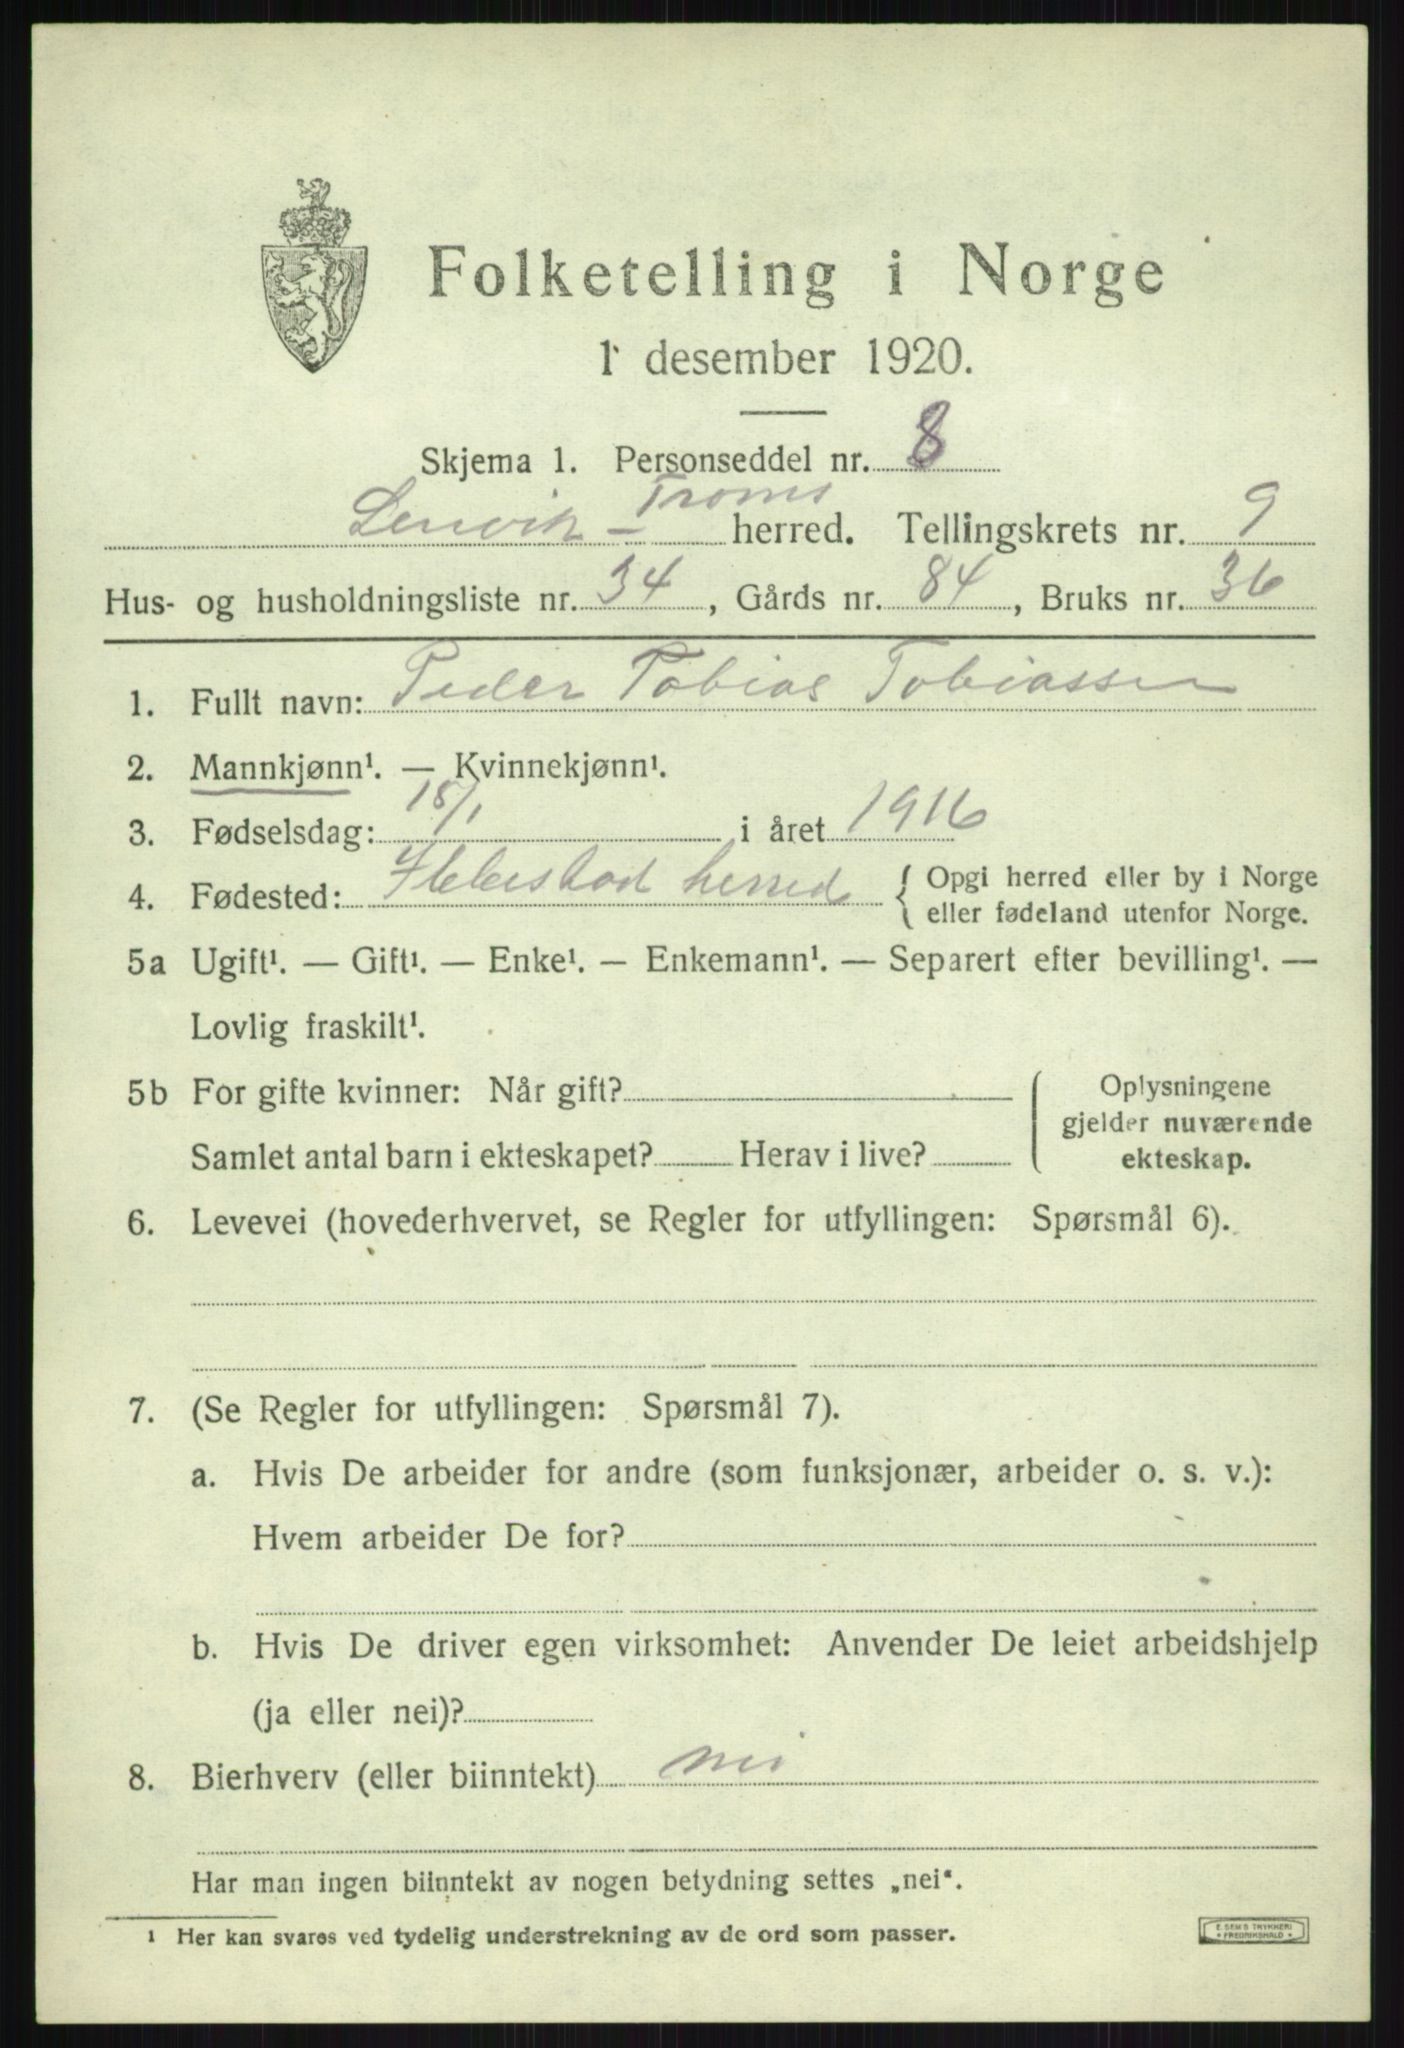 Folketelling i Norge
1 desember 1920.
Skjema 1. Personseddel nr. 8
Lenvik - Troms herred. Tellingskrets nr. 9
Hus- og husholdningsliste nr. 34, Gårds nr. 84, Bruks nr. 36
1. Fullt navn: Peder Tobias Tobiassen
2. Mannkjønn¹. — Kvinnekjønn¹.
3. Fødselsdag: 18/1 i året 1916
4. Fødested: herred { Opgi herred eller by i Norge
eller fødeland utenfor Norge.
5a Ugift¹. — Gift¹. — Enke¹. — Enkemann¹. — Separert efter bevilling¹. —
Lovlig fraskilt¹.
5b For gifte kvinner: Når gift? ( Oplysningene
gjelder nuværende
Samlet antal barn i ekteskapet? Herav i live? ekteskap.
6. Levevei (hovederhvervet, se Regler for utfyllingen: Spørsmål 6).
7. (Se Regler for utfyllingen: Spørsmål 7).
a. Hvis De arbeider for andre (som funksjonær, arbeider o. s. v.):
Hvem arbeider De for?
b. Hvis De driver egen virksomhet: Anvender De leiet arbeidshjelp
(ja eller nei)?
8. Bierhverv (eller biinntekt) nei
Har man ingen biinntekt av nogen betydning settes „nei“.
¹ Her kan svares ved tydelig understrekning av de ord som passer.
E. SEMS TRYKKERI
FREDRIKSHALD